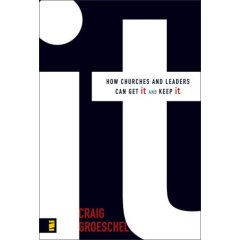 it
HOW CHURCHES AND LEADERS
CAN GET it AND KEEP it
CRAIG
GROESCHEL